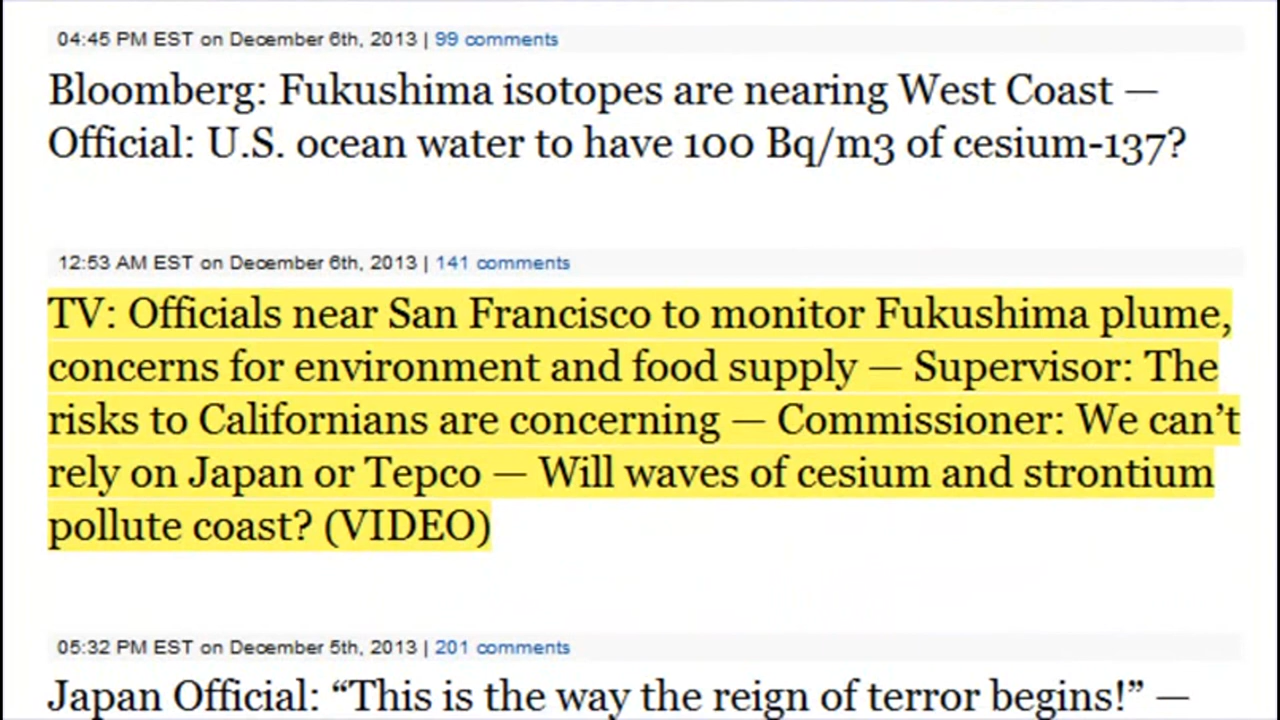 04:45 PM EST on December 6th, 2013 | 99 comments
Bloomberg: Fukushima isotopes are nearing West Coast —
Official: U.S. ocean water to have 100 Bq/m3 of cesium-137?
12:53 AM EST on December 6th, 2013 | 141 comments
TV: Officials near San Francisco to monitor Fukushima plume,
concerns for environment and food supply — Supervisor: The
risks to Californians are concerning — Commissioner: We can’t
rely on Japan or Tepco — Will waves of cesium and strontium
pollute coast? (VIDEO)
05:32 PM EST on December 5th, 2013 | 201 comments
Japan Official: “This is the way the reign of terror begins!” —